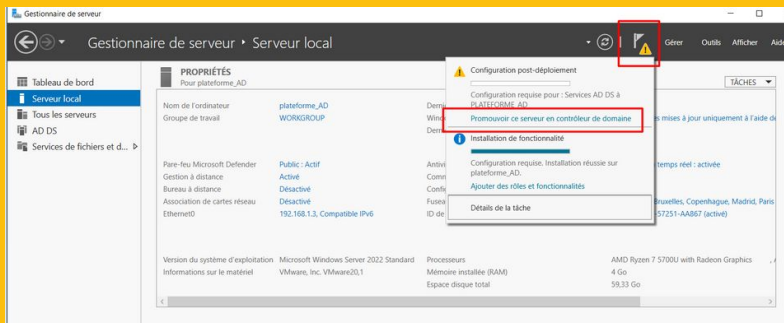 Gestionnaire de serveur
Gestionnaire de serveur • Serveur local
Gérer Outils Afficher Aide
Tableau de bord
Serveur local
Tous les serveurs
AD DS
Services de fichiers et d...
PROPRIÉTÉS
Pour plateforme_AD
TÂCHES
Nom de l'ordinateur plateforme_AD
Groupe de travail WORKGROUP
es mises à jour uniquement à l'aide d
Pare-feu Microsoft Defender Public : Actif
Gestion à distance Activé
Bureau à distance Désactivé
Association de cartes réseau Désactivé
Ethernet0 192.168.1.3, Compatible IPv6
Antivi
Comm
Confi
Fusea
ID de
temps réel : activée
Bruxelles, Copenhague, Madrid, Paris
-57251-AA867 (activé)
Version du système d'exploitation Microsoft Windows Server 2022 Standard
Informations sur le matériel VMware, Inc. VMware20,1
Processeurs AMD Ryzen 7 5700U with Radeon Graphics
Mémoire installée (RAM) 4 Go
Espace disque total 59,33 Go
Configuration post-déploiement
Configuration requise pour : Services AD DS à
PLATEFORME_AD
Promouvoir ce serveur en contrôleur de domaine
Installation de fonctionnalité
Configuration requise. Installation réussie sur
plateforme_AD.
Ajouter des rôles et fonctionnalités
Détails de la tâche